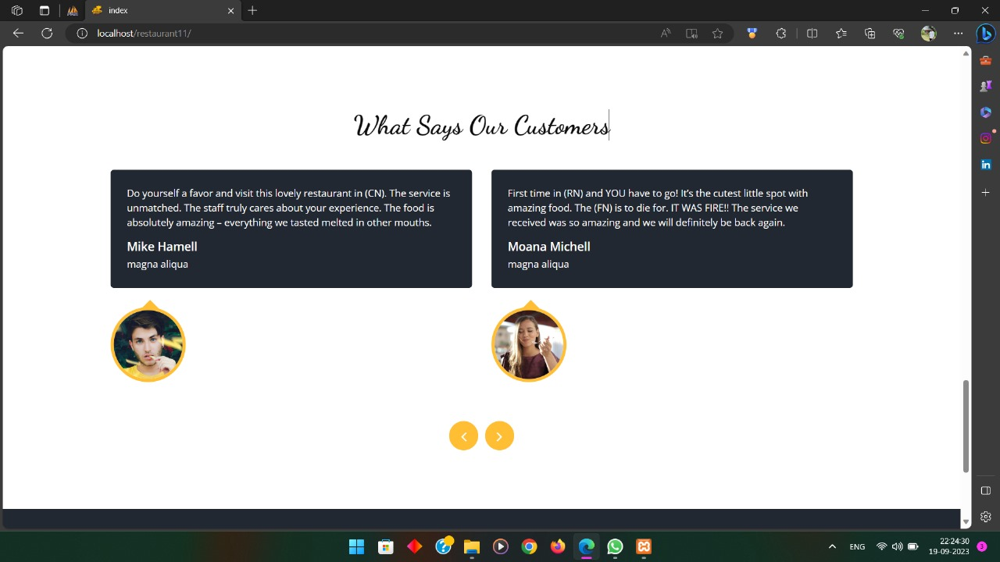 index
localhost/restaurant11/
What Says Our Customers
Do yourself a favor and visit this lovely restaurant in (CN). The service is
unmatched. The staff truly cares about your experience. The food is
absolutely amazing – everything we tasted melted in other mouths.
Mike Hamell
magna aliqua
First time in (RN) and YOU have to go! It’s the cutest little spot with
amazing food. The (FN) is to die for. IT WAS FIRE!! The service we
received was so amazing and we will definitely be back again.
Moana Michell
magna aliqua
ENG
22:24:30
19-09-2023
3